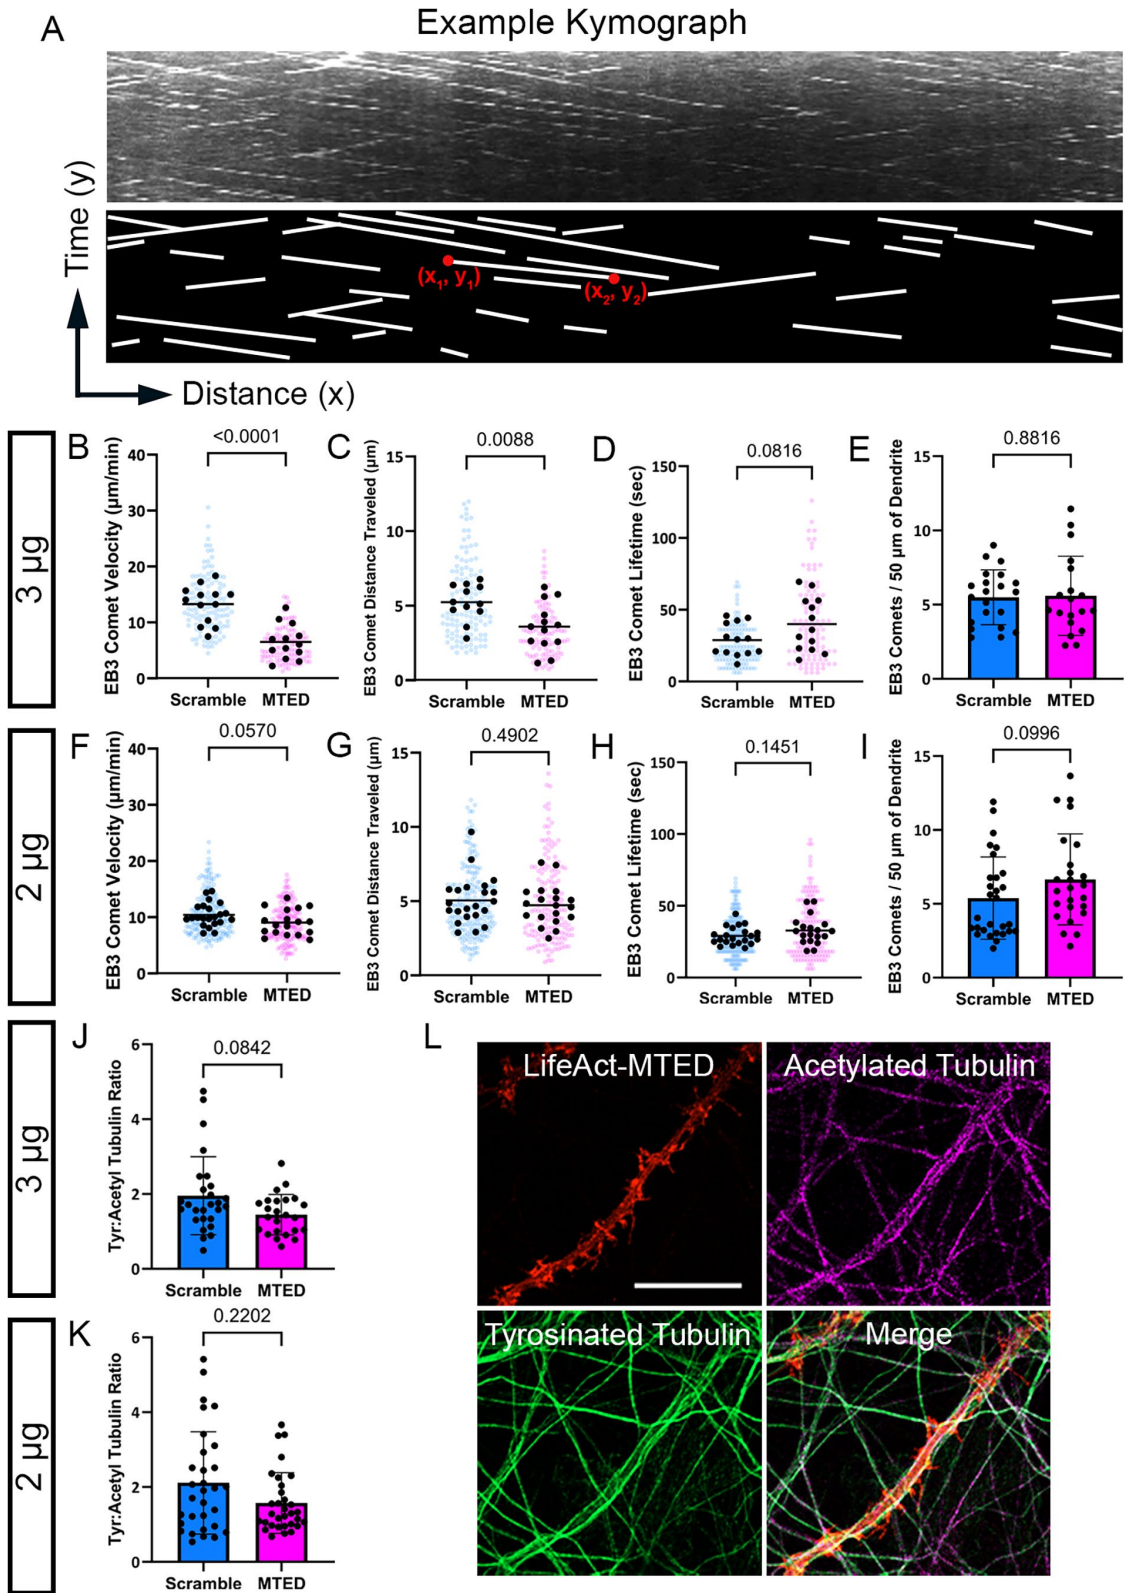 A
Example Kymograph
Time (y)
(x₁, y₁)
(x₂, y₂)
Distance (x)
3 µg
B
<0.0001
EB3 Comet Velocity (µm/min)
40
30
20
10
0
Scramble
MTED
C
0.0088
EB3 Comet Distance Traveled (µm)
15
10
5
0
Scramble
MTED
D
0.0816
EB3 Comet Lifetime (sec)
150
100
50
0
Scramble
MTED
E
0.8816
EB3 Comets / 50 µm of Dendrite
15
10
5
0
Scramble
MTED
2 µg
F
0.0570
EB3 Comet Velocity (µm/min)
40
30
20
10
0
Scramble
MTED
G
0.4902
EB3 Comet Distance Traveled (µm)
15
10
5
0
Scramble
MTED
H
0.1451
EB3 Comet Lifetime (sec)
150
100
50
0
Scramble
MTED
I
0.0996
EB3 Comets / 50 µm of Dendrite
15
10
5
0
Scramble
MTED
3 µg
J
0.0842
Tyr:Acetyl Tubulin Ratio
6
4
2
0
Scramble
MTED
2 µg
K
0.2202
Tyr:Acetyl Tubulin Ratio
6
4
2
0
Scramble
MTED
L
LifeAct-MTED
Acetylated Tubulin
Tyrosinated Tubulin
Merge